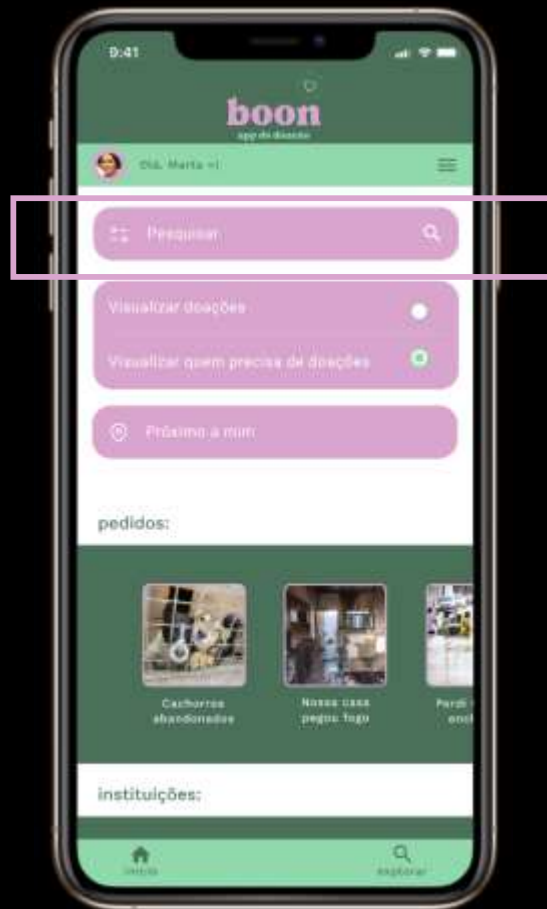 9:41
boon
app de doação
Olá, Marta =)
Pesquisar
Visualizar doações
Visualizar quem precisa de doações
Próximo a mim
pedidos:
Cachorros
abandonados
Nossa casa
pegou fogo
Perdi
instituições:
início
explorar